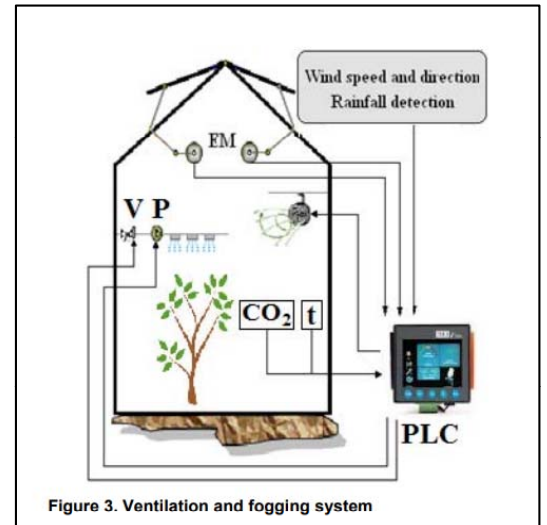 Wind speed and direction
Rainfall detection
EM
V P
CO₂ t
PLC
Figure 3. Ventilation and fogging system